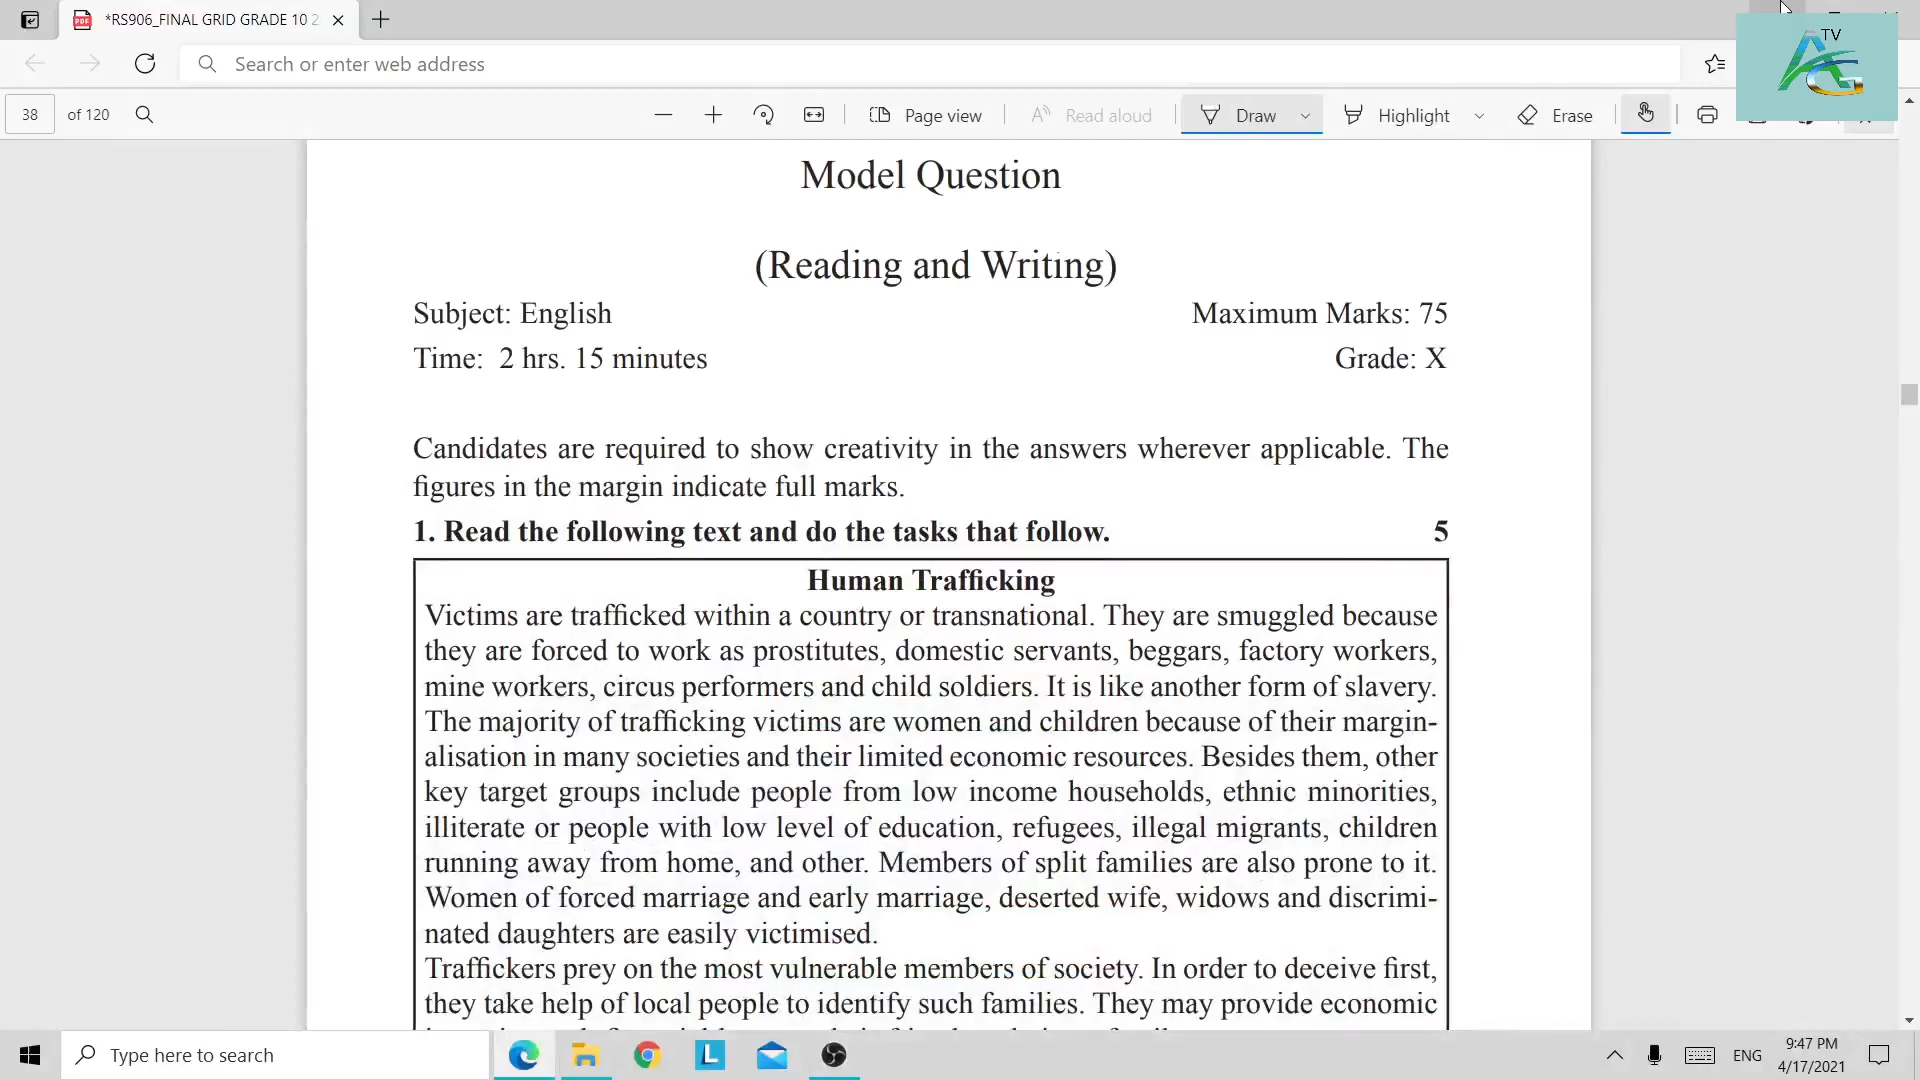 *RS906_FINAL GRID GRADE 10 2
TV
Search or enter web address
38 of 120 Page view Read aloud Draw Highlight Erase
Model Question
(Reading and Writing)
Subject: English Maximum Marks: 75
Time: 2 hrs. 15 minutes Grade: X
Candidates are required to show creativity in the answers wherever applicable. The
figures in the margin indicate full marks.
1. Read the following text and do the tasks that follow. 5
Human Trafficking
Victims are trafficked within a country or transnational. They are smuggled because
they are forced to work as prostitutes, domestic servants, beggars, factory workers,
mine workers, circus performers and child soldiers. It is like another form of slavery.
The majority of trafficking victims are women and children because of their margin-
alisation in many societies and their limited economic resources. Besides them, other
key target groups include people from low income households, ethnic minorities,
illiterate or people with low level of education, refugees, illegal migrants, children
running away from home, and other. Members of split families are also prone to it.
Women of forced marriage and early marriage, deserted wife, widows and discrimi-
nated daughters are easily victimised.
Traffickers prey on the most vulnerable members of society. In order to deceive first,
they take help of local people to identify such families. They may provide economic
Type here to search
L
ENG
9:47 PM
4/17/2021